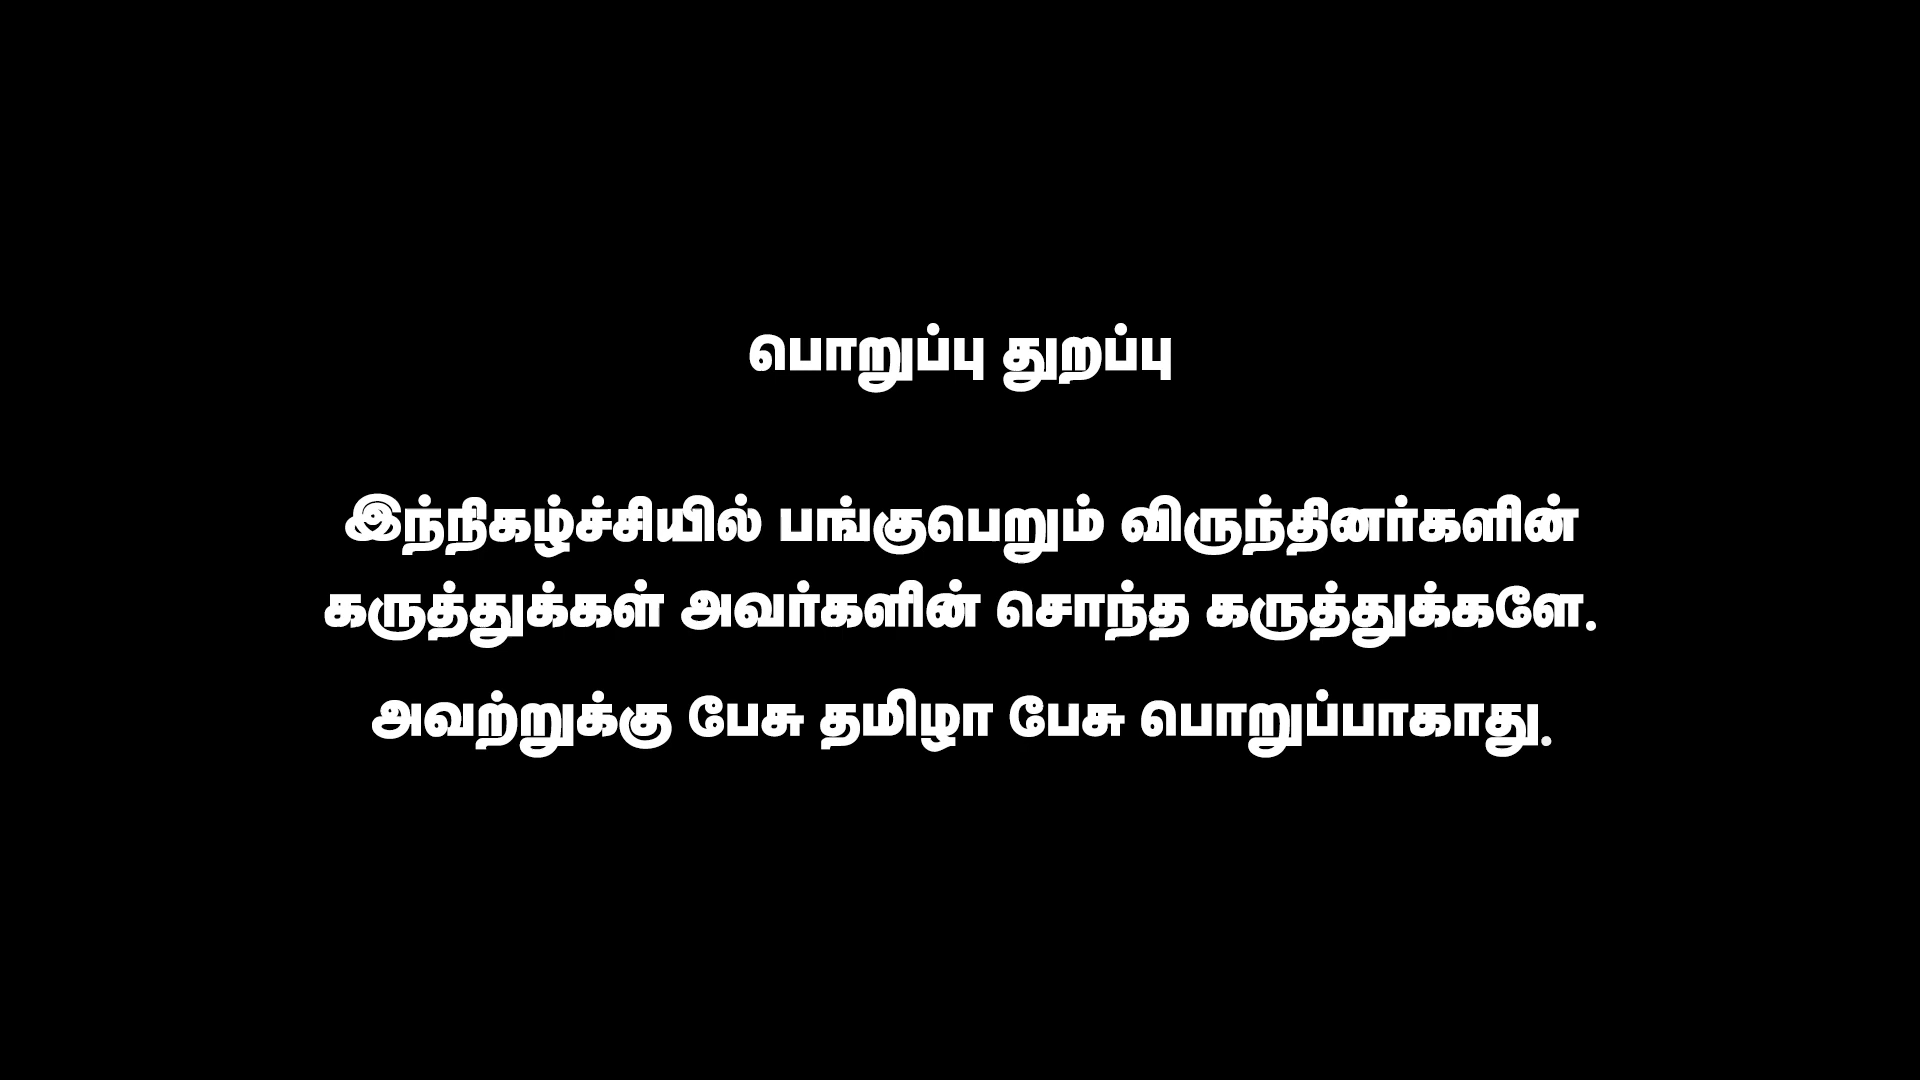 பொறுப்பு துறப்பு
இந்நிகழ்ச்சியில் பங்குபெறும் விருந்தினர்களின்
கருத்துக்கள் அவர்களின் சொந்த கருத்துக்களே.
அவற்றுக்கு பேசு தமிழா பேசு பொறுப்பாகாது.